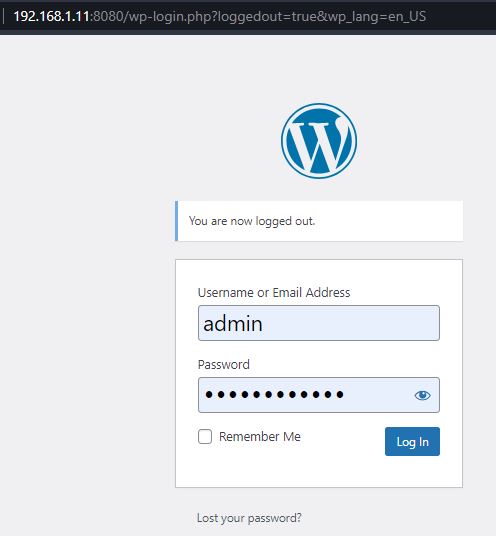 192.168.1.11:8080/wp-login.php?loggedout=true&wp_lang=en_US
You are now logged out.
Username or Email Address
admin
Password
••••••••••••
Remember Me
Log In
Lost your password?